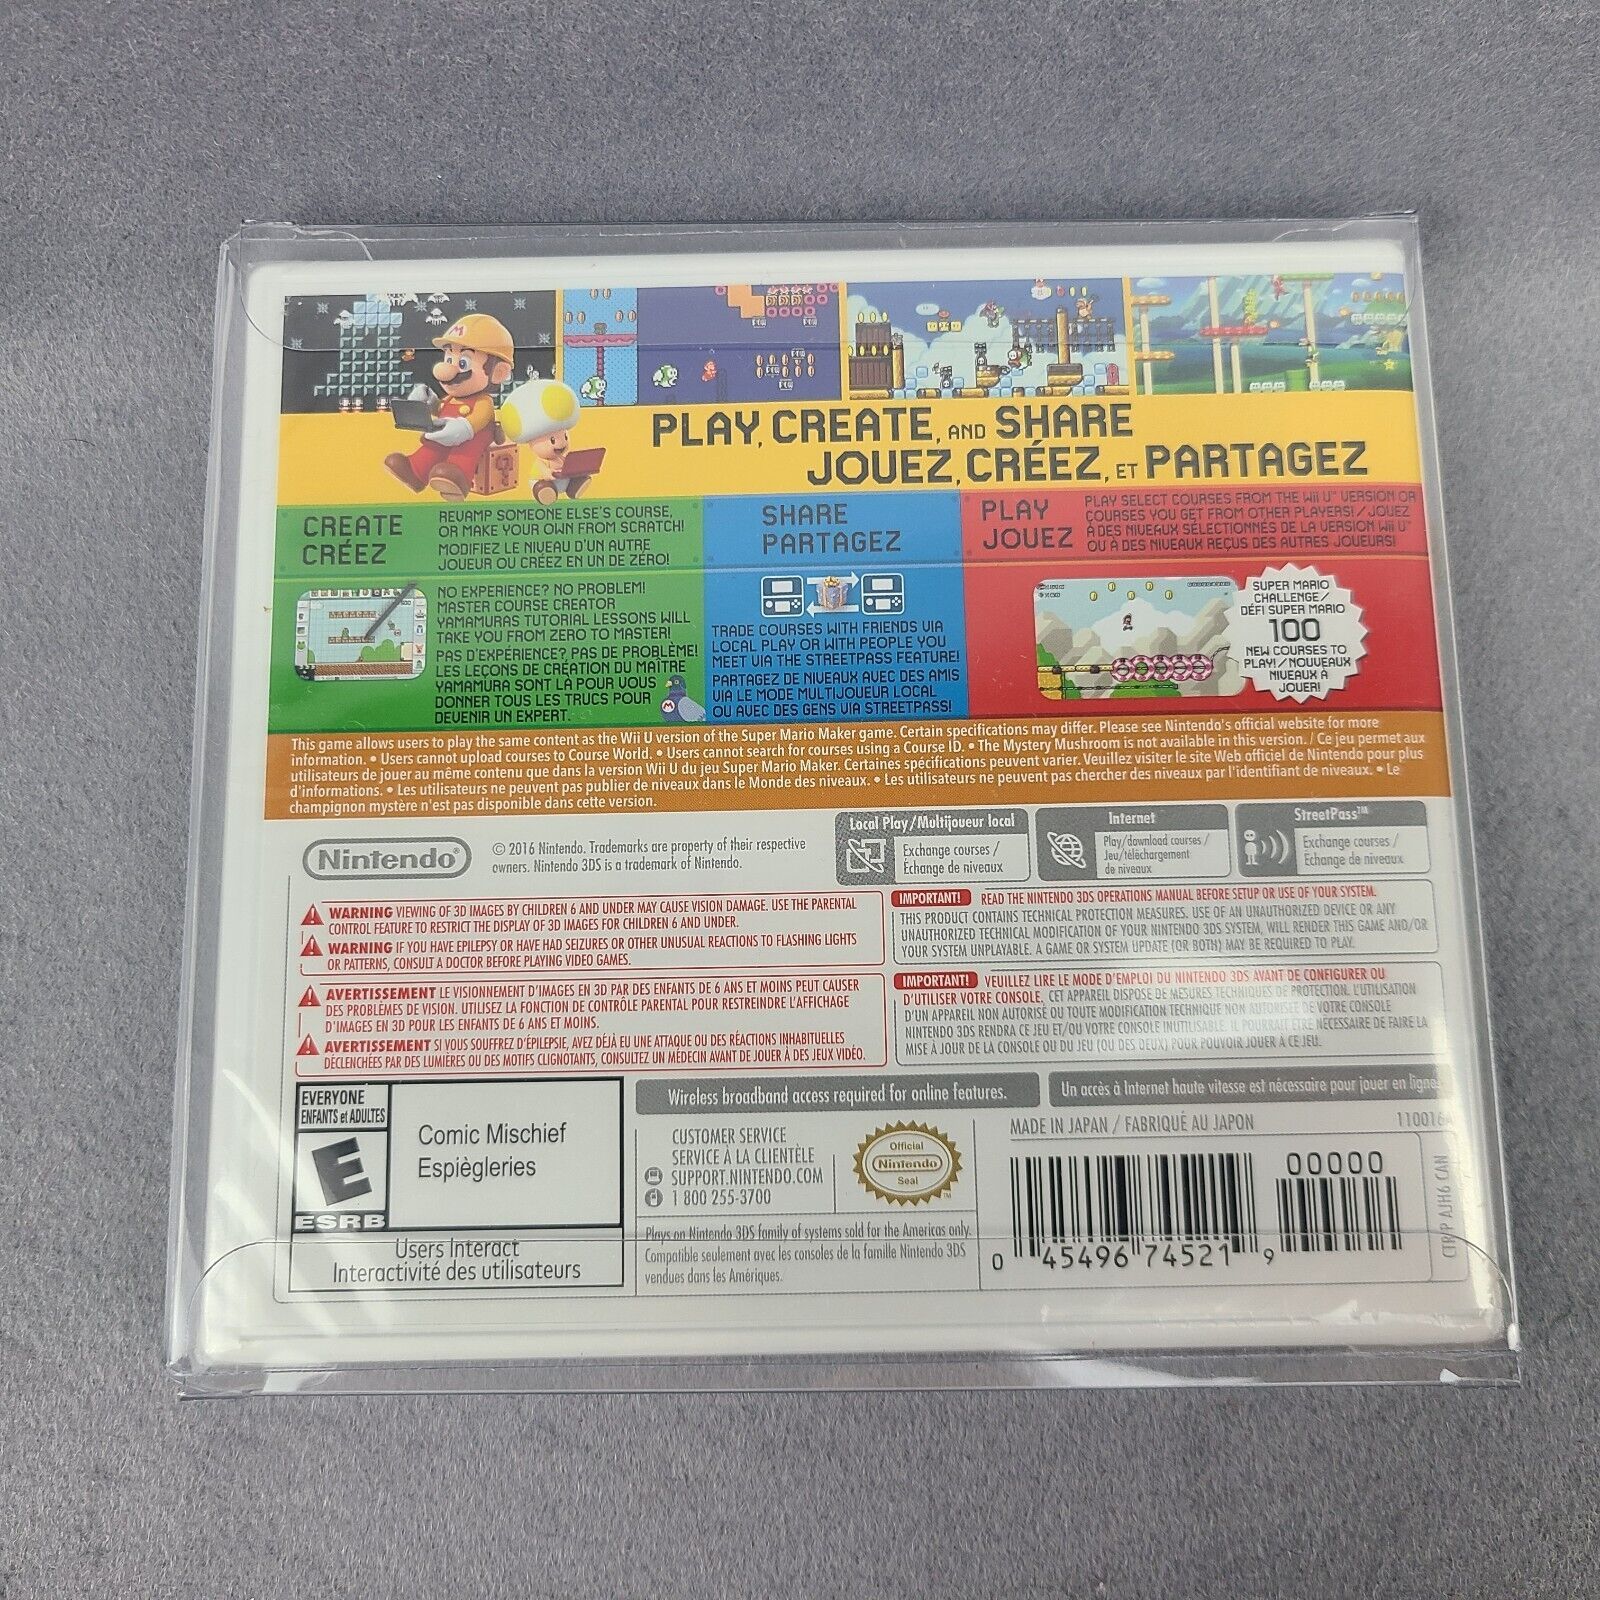 PLAY, CREATE, AND SHARE
JOUEZ, CRÉEZ, ET PARTAGEZ
CREATE
CRÉEZ
REVAMP SOMEONE ELSE'S COURSE,
OR MAKE YOUR OWN FROM SCRATCH!
MODIFIEZ LE NIVEAU D'UN AUTRE
JOUEUR OU CRÉEZ EN UN DE ZÉRO!
NO EXPERIENCE? NO PROBLEM!
MASTER COURSE CREATOR
YAMAMURAS TUTORIAL LESSONS WILL
TAKE YOU FROM ZERO TO MASTER!
PAS D'EXPÉRIENCE? PAS DE PROBLÈME!
LES LEÇONS DE CRÉATION DU MAÎTRE
YAMAMURA SONT LÀ POUR VOUS
DONNER TOUS LES TRUCS POUR
DEVENIR UN EXPERT.
SHARE
PARTAGEZ
TRADE COURSES WITH FRIENDS VIA
LOCAL PLAY OR WITH PEOPLE YOU
MEET VIA THE STREETPASS FEATURE!
PARTAGEZ DE NIVEAUX AVEC DES AMIS
VIA LE MODE MULTIJOUEUR LOCAL
OU AVEC DES GENS VIA STREETPASS!
PLAY
JOUEZ
PLAY SELECT COURSES FROM THE Wii U™ VERSION OR
COURSES YOU GET FROM OTHER PLAYERS! / JOUEZ
À DES NIVEAUX SÉLECTIONNÉS DE LA VERSION Wii U™
OU À DES NIVEAUX REÇUS DES AUTRES JOUEURS!
SUPER MARIO
CHALLENGE /
DÉFI SUPER MARIO
100
NEW COURSES TO
PLAY! / NOUVEAUX
NIVEAUX À
JOUER!
This game allows users to play the same content as the Wii U version of the Super Mario Maker game. Certain specifications may differ. Please see Nintendo's official website for more
information. • Users cannot upload courses to Course World. • Users cannot search for courses using a Course ID. • The Mystery Mushroom is not available in this version. / Ce jeu permet aux
utilisateurs de jouer au même contenu que dans la version Wii U du jeu Super Mario Maker. Certaines spécifications peuvent varier. Veuillez visiter le site Web officiel de Nintendo pour plus
d'informations. • Les utilisateurs ne peuvent pas publier de niveaux dans le Monde des niveaux. • Les utilisateurs ne peuvent pas chercher des niveaux par l'identifiant de niveaux. • Le
champignon mystère n'est pas disponible dans cette version.
Nintendo®
© 2016 Nintendo. Trademarks are property of their respective
owners. Nintendo 3DS is a trademark of Nintendo.
Local Play/Multijoueur local
Exchange courses /
Échange de niveaux
Internet
Play/download courses /
Jeu/téléchargement
de niveaux
StreetPass™
Exchange courses /
Échange de niveaux
WARNING VIEWING OF 3D IMAGES BY CHILDREN 6 AND UNDER MAY CAUSE VISION DAMAGE. USE THE PARENTAL
CONTROL FEATURE TO RESTRICT THE DISPLAY OF 3D IMAGES FOR CHILDREN 6 AND UNDER.
WARNING IF YOU HAVE EPILEPSY OR HAVE HAD SEIZURES OR OTHER UNUSUAL REACTIONS TO FLASHING LIGHTS
OR PATTERNS, CONSULT A DOCTOR BEFORE PLAYING VIDEO GAMES.
AVERTISSEMENT LE VISIONNEMENT D'IMAGES EN 3D PAR DES ENFANTS DE 6 ANS ET MOINS PEUT CAUSER
DES PROBLÈMES DE VISION. UTILISEZ LA FONCTION DE CONTRÔLE PARENTAL POUR RESTREINDRE L'AFFICHAGE
D'IMAGES EN 3D POUR LES ENFANTS DE 6 ANS ET MOINS.
AVERTISSEMENT SI VOUS SOUFFREZ D'ÉPILEPSIE, AVEZ DÉJÀ EU UNE ATTAQUE OU DES RÉACTIONS INHABITUELLES
DÉCLENCHÉES PAR DES LUMIÈRES OU DES MOTIFS CLIGNOTANTS, CONSULTEZ UN MÉDECIN AVANT DE JOUER À DES JEUX VIDÉO.
IMPORTANT! READ THE NINTENDO 3DS OPERATIONS MANUAL BEFORE SETUP OR USE OF YOUR SYSTEM.
THIS PRODUCT CONTAINS TECHNICAL PROTECTION MEASURES. USE OF AN UNAUTHORIZED DEVICE OR ANY
UNAUTHORIZED TECHNICAL MODIFICATION OF YOUR NINTENDO 3DS SYSTEM, WILL RENDER THIS GAME AND/OR
YOUR SYSTEM UNPLAYABLE. A GAME OR SYSTEM UPDATE (OR BOTH) MAY BE REQUIRED TO PLAY.
IMPORTANT! VEUILLEZ LIRE LE MODE D'EMPLOI DU NINTENDO 3DS AVANT DE CONFIGURER OU
D'UTILISER VOTRE CONSOLE. CET APPAREIL DISPOSE DE MESURES TECHNIQUES DE PROTECTION. L'UTILISATION
D'UN APPAREIL NON AUTORISÉ OU TOUTE MODIFICATION TECHNIQUE NON AUTORISÉE DE VOTRE CONSOLE
NINTENDO 3DS RENDRA CE JEU ET/OU VOTRE CONSOLE INUTILISABLE. IL POURRAIT ÊTRE NÉCESSAIRE DE FAIRE LA
MISE À JOUR DE LA CONSOLE OU DU JEU (OU DES DEUX) POUR POUVOIR JOUER À CE JEU.
EVERYONE
ENFANTS et ADULTES
E
ESRB
Comic Mischief
Espiègleries
Users Interact
Interactivité des utilisateurs
Wireless broadband access required for online features.
Un accès à Internet haute vitesse est nécessaire pour jouer en ligne.
CUSTOMER SERVICE
SERVICE À LA CLIENTÈLE
SUPPORT.NINTENDO.COM
1 800 255-3700
Official
Nintendo
Seal
™
Plays on Nintendo 3DS family of systems sold for the Americas only.
Compatible seulement avec les consoles de la famille Nintendo 3DS
vendues dans les Amériques.
MADE IN JAPAN / FABRIQUÉ AU JAPON
110016A
00000
0 45496 74521 9
CTR P AJH6 CAN